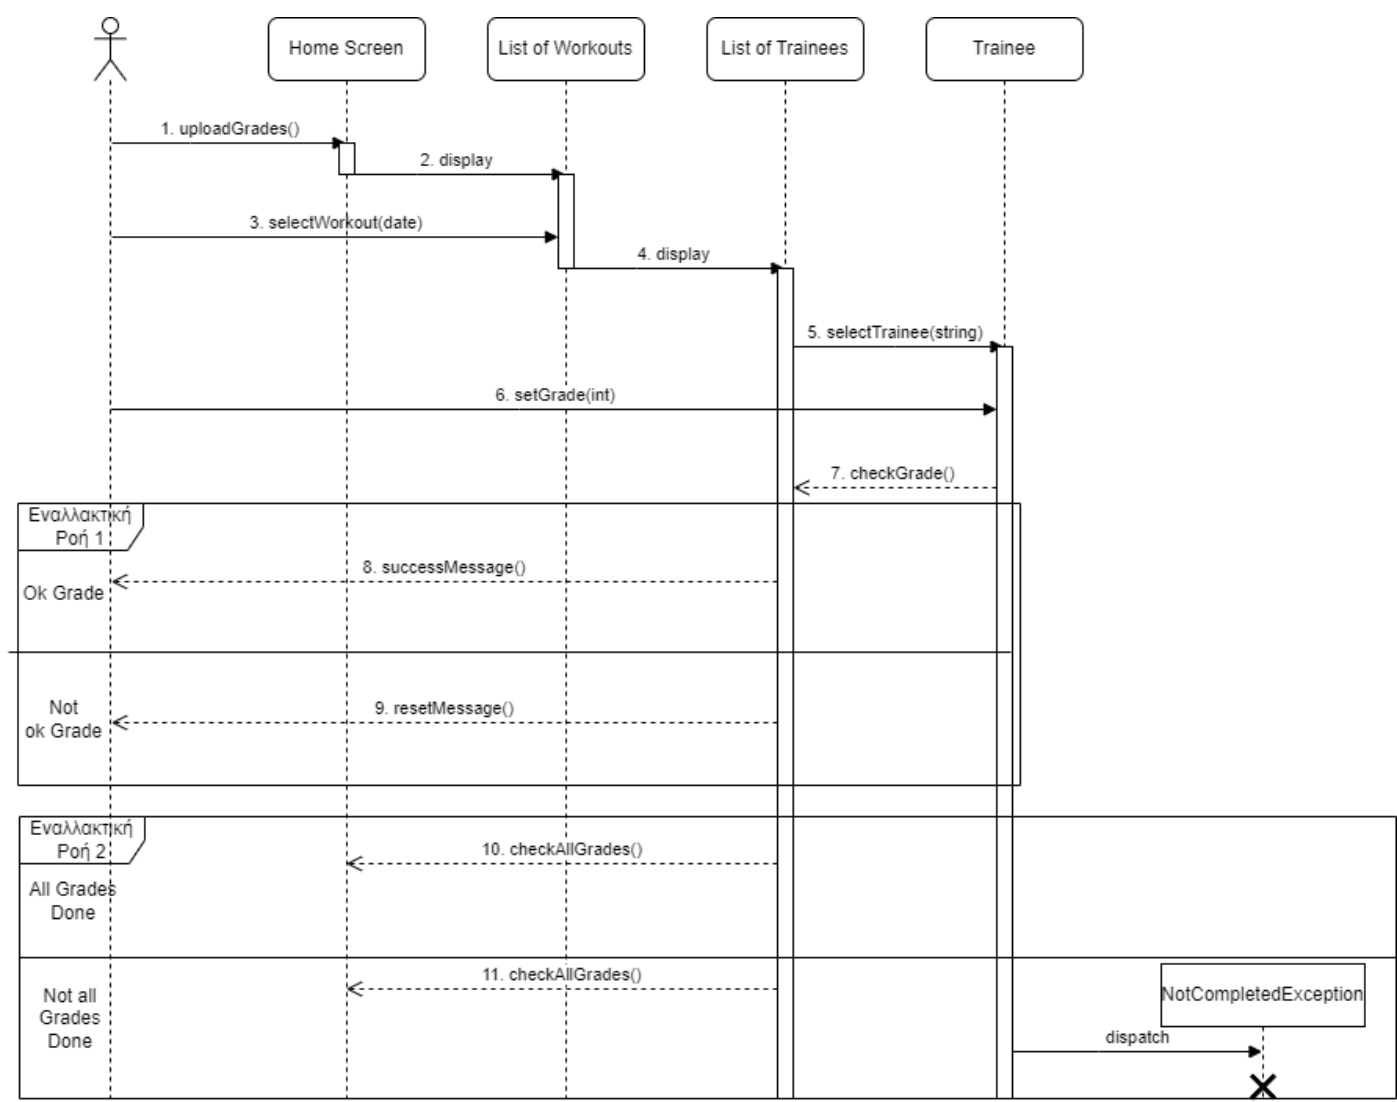 Home Screen
List of Workouts
List of Trainees
Trainee
1. uploadGrades()
2. display
3. selectWorkout(date)
4. display
5. selectTrainee(string)
6. setGrade(int)
7. checkGrade()
Εναλλακτική
Ροή 1
8. successMessage()
Ok Grade
Not
ok Grade
9. resetMessage()
Εναλλακτική
Ροή 2
10. checkAllGrades()
All Grades
Done
11. checkAllGrades()
Not all
Grades
Done
NotCompletedException
dispatch